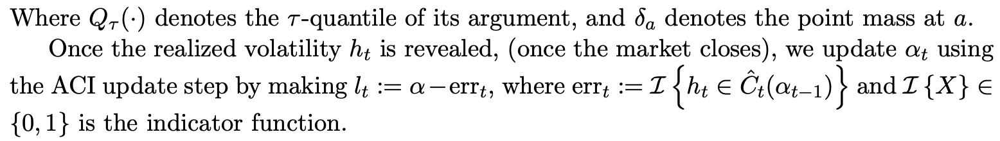 Where $Q_\tau(\cdot)$ denotes the $\tau$-quantile of its argument, and $\delta_a$ denotes the point mass at $a$.
Once the realized volatility $h_t$ is revealed, (once the market closes), we update $\alpha_t$ using
the ACI update step by making $l_t := \alpha - \mathrm{err}_t$, where $\mathrm{err}_t := \mathcal{I}\left\{h_t \in \hat{C}_t(\alpha_{t-1})\right\}$ and $\mathcal{I}\{X\} \in$
$\{0, 1\}$ is the indicator function.